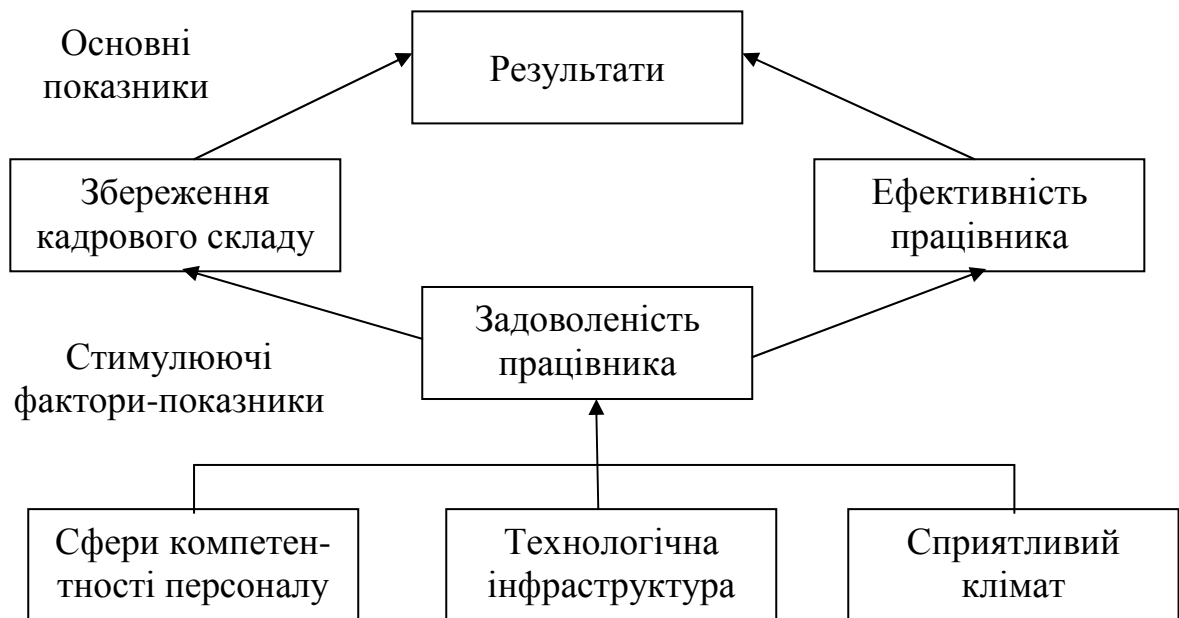 Основні
показники
Результати
Збереження
кадрового складу
Ефективність
працівника
Задоволеність
працівника
Стимулюючі
фактори-показники
Сфери компетен-
тності персоналу
Технологічна
інфраструктура
Сприятливий
клімат